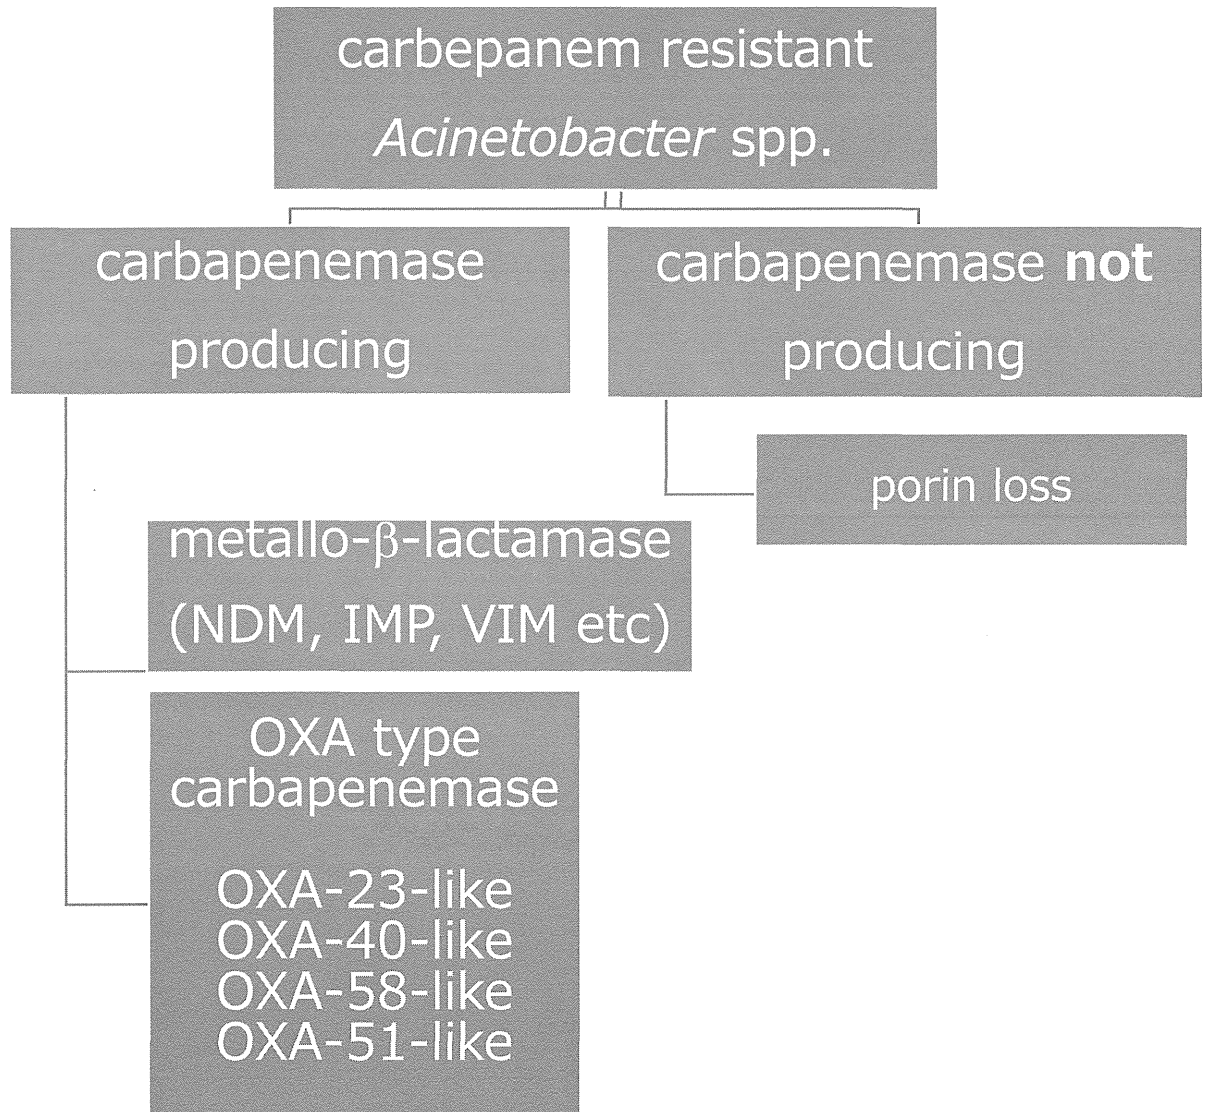 carbepanem resistant
Acinetobacter spp.
carbapenemase
producing
carbapenemase not
producing
porin loss
metallo-β-lactamase
(NDM, IMP, VIM etc)
OXA type
carbapenemase
OXA-23-like
OXA-40-like
OXA-58-like
OXA-51-like